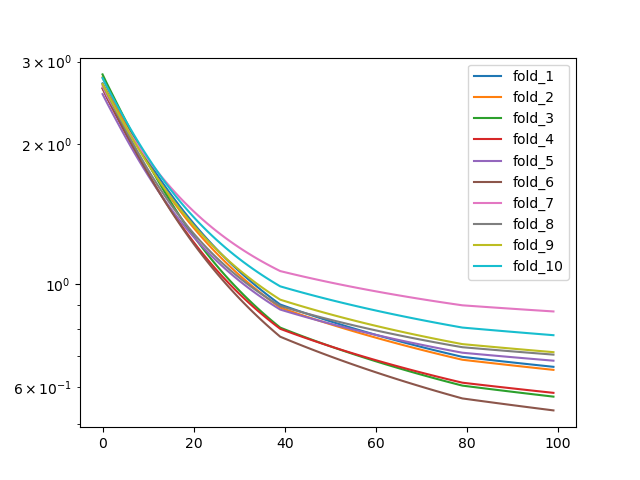 3 × 10⁰
2 × 10⁰
10⁰
6 × 10⁻¹
0 20 40 60 80 100
fold_1
fold_2
fold_3
fold_4
fold_5
fold_6
fold_7
fold_8
fold_9
fold_10